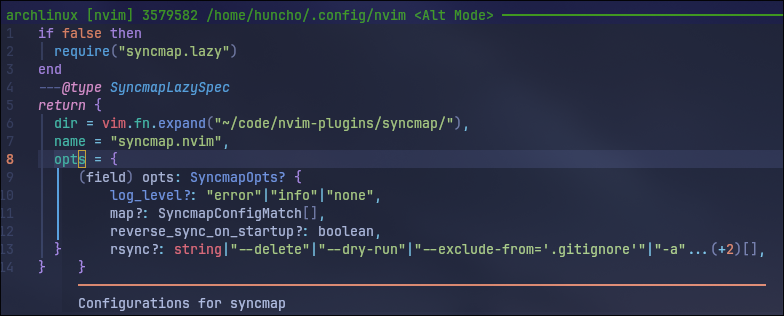 archlinux [nvim] 3579582 /home/huncho/.config/nvim <Alt Mode>
1 if false then
2 require("syncmap.lazy")
3 end
4 ---@type SyncmapLazySpec
5 return {
6 dir = vim.fn.expand("~/code/nvim-plugins/syncmap/"),
7 name = "syncmap.nvim",
8 opts = {
9 (field) opts: SyncmapOpts? {
10 log_level?: "error"|"info"|"none",
11 map?: SyncmapConfigMatch[],
12 reverse_sync_on_startup?: boolean,
13 } rsync?: string|"--delete"|"--dry-run"|"--exclude-from='.gitignore'"|"-a"...(+2)[],
14 } }
Configurations for syncmap